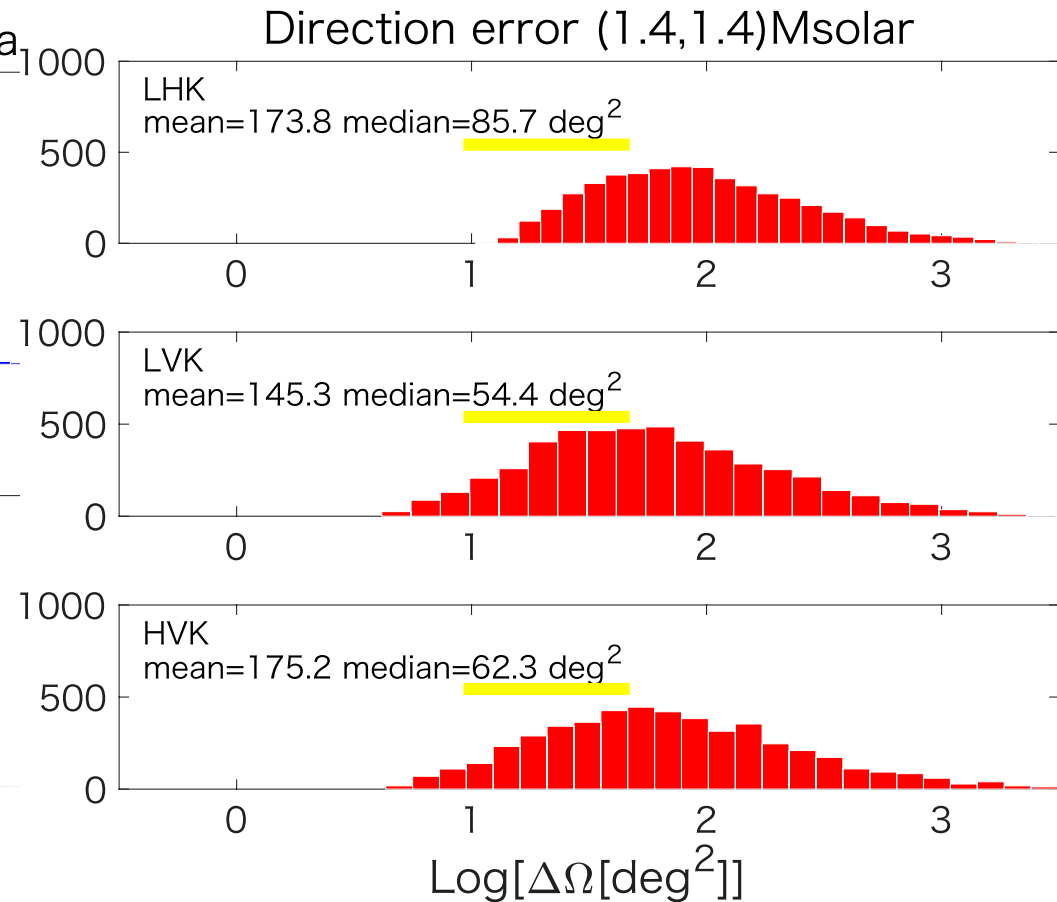 a
Direction error (1.4,1.4)Msolar
1000
LHK
mean=173.8 median=85.7 deg²
500
0
0 1 2 3
1000
LVK
mean=145.3 median=54.4 deg²
500
0
0 1 2 3
1000
HVK
mean=175.2 median=62.3 deg²
500
0
0 1 2 3
Log[ΔΩ[deg²]]